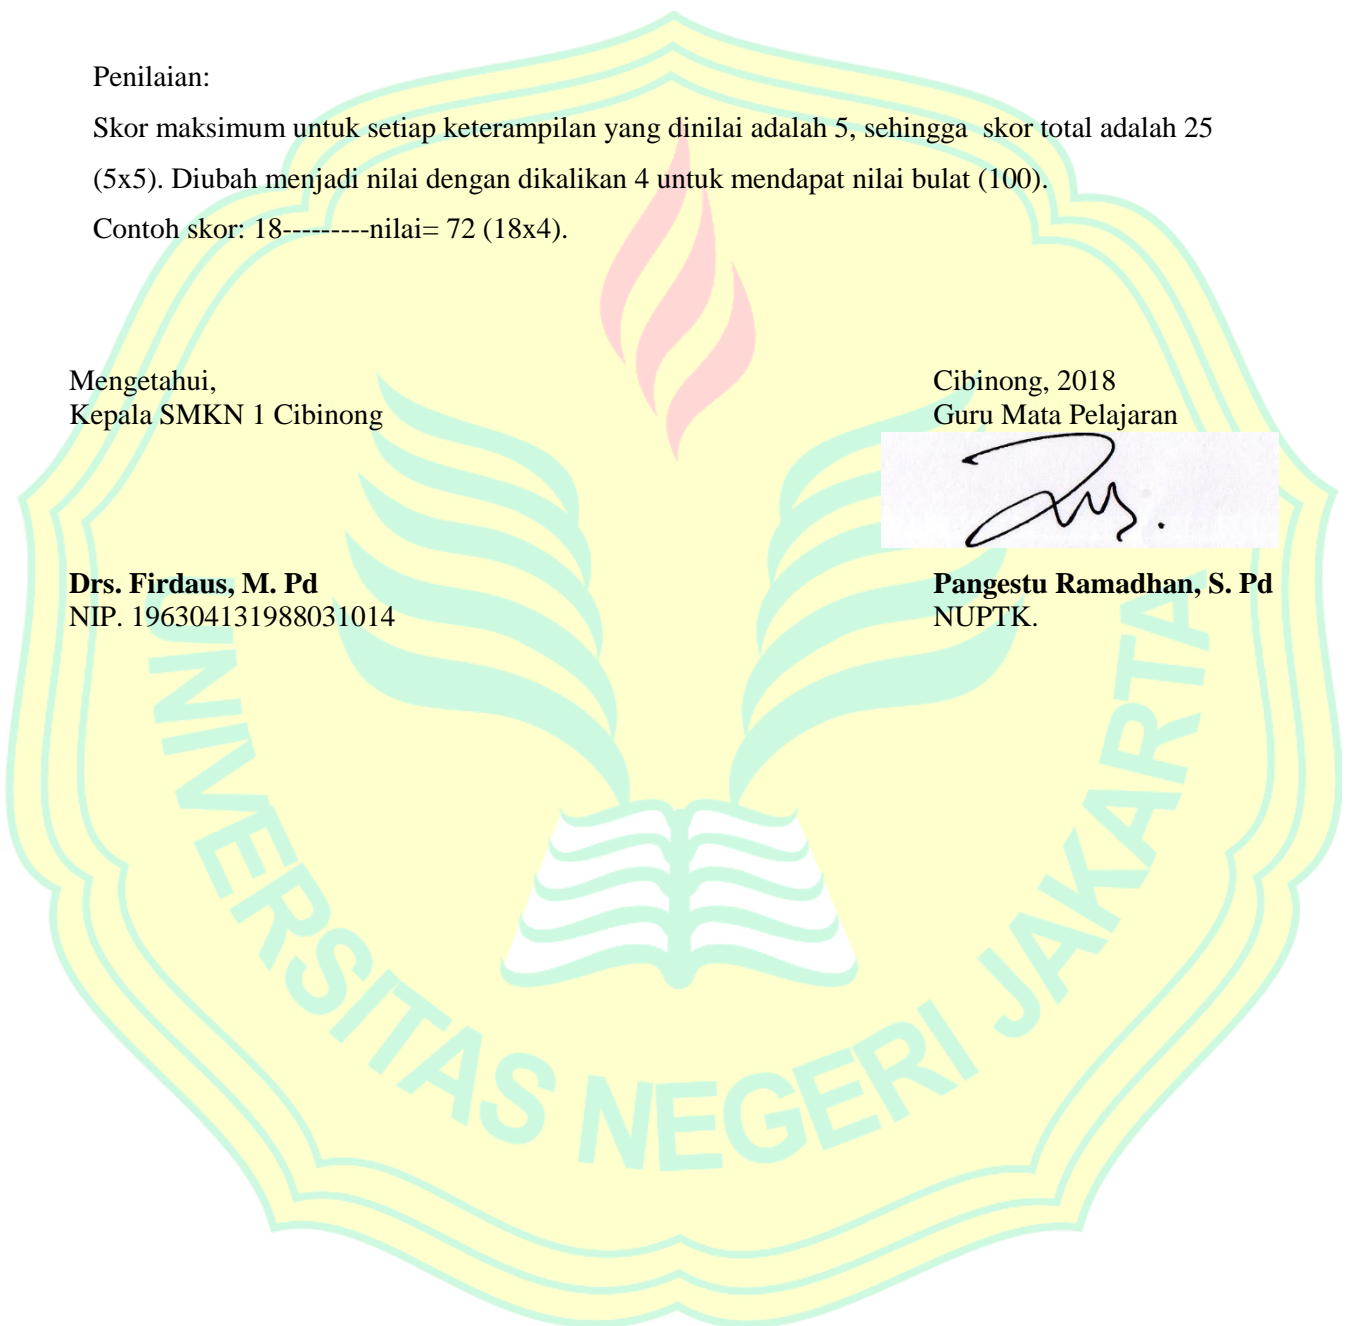 Penilaian:
Skor maksimum untuk setiap keterampilan yang dinilai adalah 5, sehingga skor total adalah 25
(5x5). Diubah menjadi nilai dengan dikalikan 4 untuk mendapat nilai bulat (100).
Contoh skor: 18---------nilai= 72 (18x4).
Mengetahui,
Kepala SMKN 1 Cibinong
Cibinong, 2018
Guru Mata Pelajaran
Drs. Firdaus, M. Pd
NIP. 196304131988031014
Pangestu Ramadhan, S. Pd
NUPTK.
UNIVERSITAS NEGERI JAKARTA